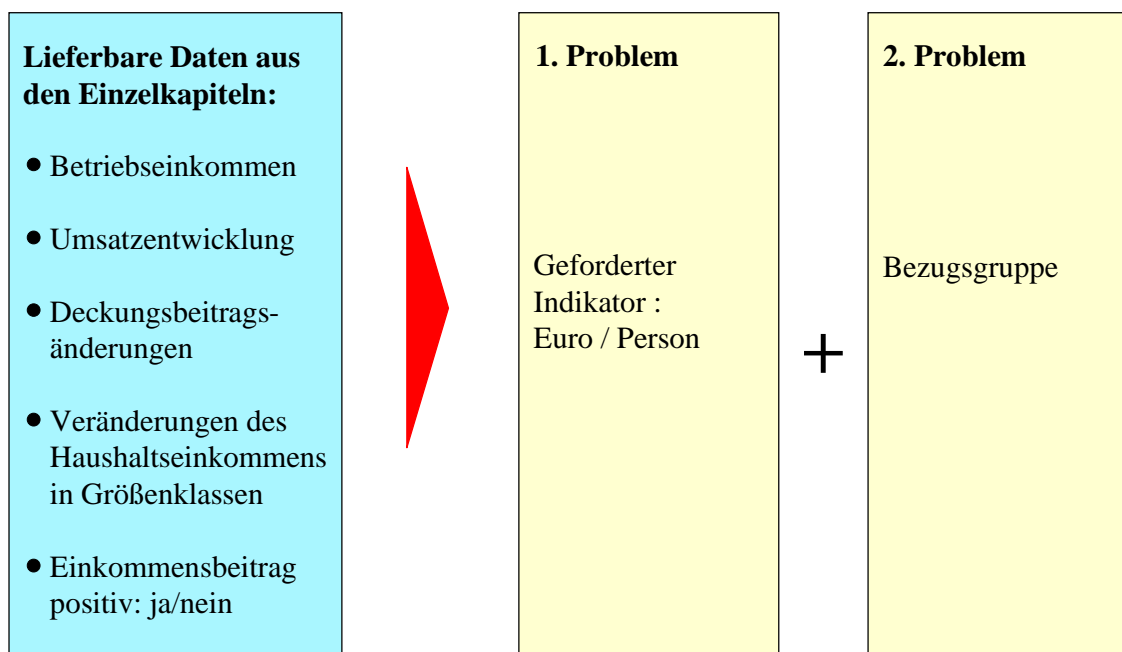 Lieferbare Daten aus
den Einzelkapiteln:
• Betriebseinkommen
• Umsatzentwicklung
• Deckungsbeitrags-
änderungen
• Veränderungen des
Haushaltseinkommens
in Größenklassen
• Einkommensbeitrag
positiv: ja/nein
1. Problem
Geforderter
Indikator :
Euro / Person
+
2. Problem
Bezugsgruppe